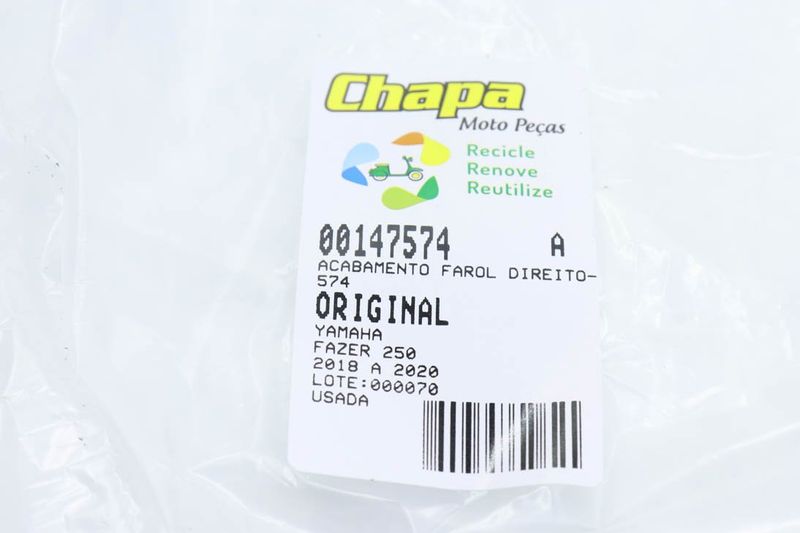 Chapa
Moto Peças
Recicle
Renove
Reutilize
00147574 A
ACABAMENTO FAROL DIREITO-
574
ORIGINAL
YAMAHA
FAZER 250
2018 A 2020
LOTE:000070
USADA